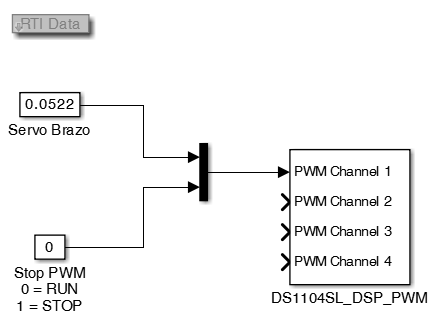 RTI Data
0.0522
Servo Brazo
0
Stop PWM
0 = RUN
1 = STOP
PWM Channel 1
PWM Channel 2
PWM Channel 3
PWM Channel 4
DS1104SL_DSP_PWM